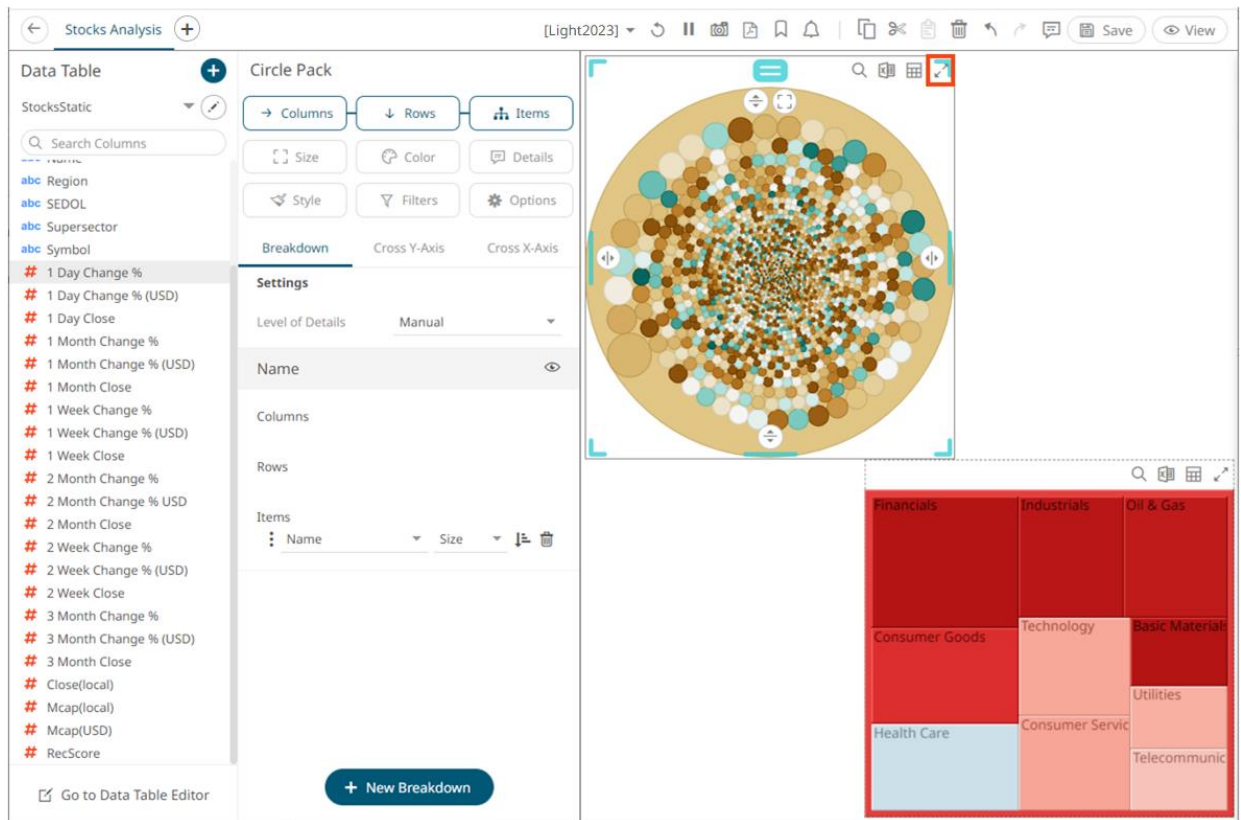 Stocks Analysis
[Light2023]
Save
View
Data Table
StocksStatic
Search Columns
Name
abc Region
abc SEDOL
abc Supersector
abc Symbol
# 1 Day Change %
# 1 Day Change % (USD)
# 1 Day Close
# 1 Month Change %
# 1 Month Change % (USD)
# 1 Month Close
# 1 Week Change %
# 1 Week Change % (USD)
# 1 Week Close
# 2 Month Change %
# 2 Month Change % USD
# 2 Month Close
# 2 Week Change %
# 2 Week Change % (USD)
# 2 Week Close
# 3 Month Change %
# 3 Month Change % (USD)
# 3 Month Close
# Close(local)
# Mcap(local)
# Mcap(USD)
# RecScore
Go to Data Table Editor
Circle Pack
Columns
Rows
Items
Size
Color
Details
Style
Filters
Options
Breakdown
Cross Y-Axis
Cross X-Axis
Settings
Level of Details
Manual
Name
Columns
Rows
Items
Name
Size
+ New Breakdown
Financials
Industrials
Oil & Gas
Consumer Goods
Technology
Basic Materials
Utilities
Health Care
Consumer Servic
Telecommunic